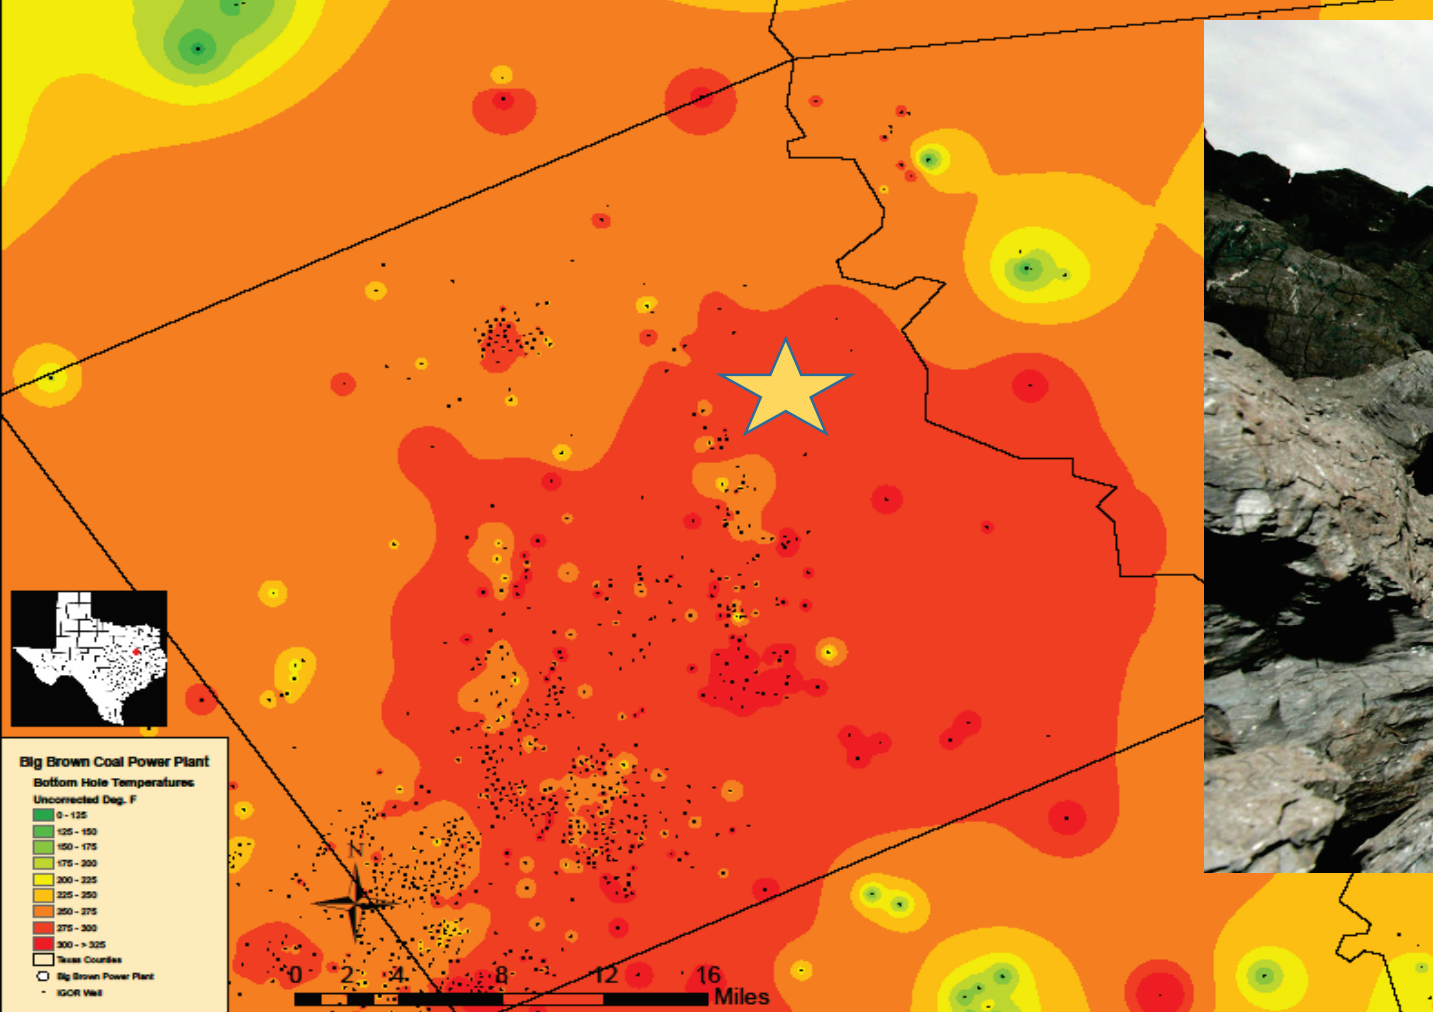 Big Brown Coal Power Plant
Bottom Hole Temperatures
Uncorrected Deg. F
0 - 125
125 - 150
150 - 175
175 - 200
200 - 225
225 - 250
250 - 275
275 - 300
300 - > 325
Texas Counties
Big Brown Power Plant
IGOR Well
N
0 2 4 8 12 16
Miles